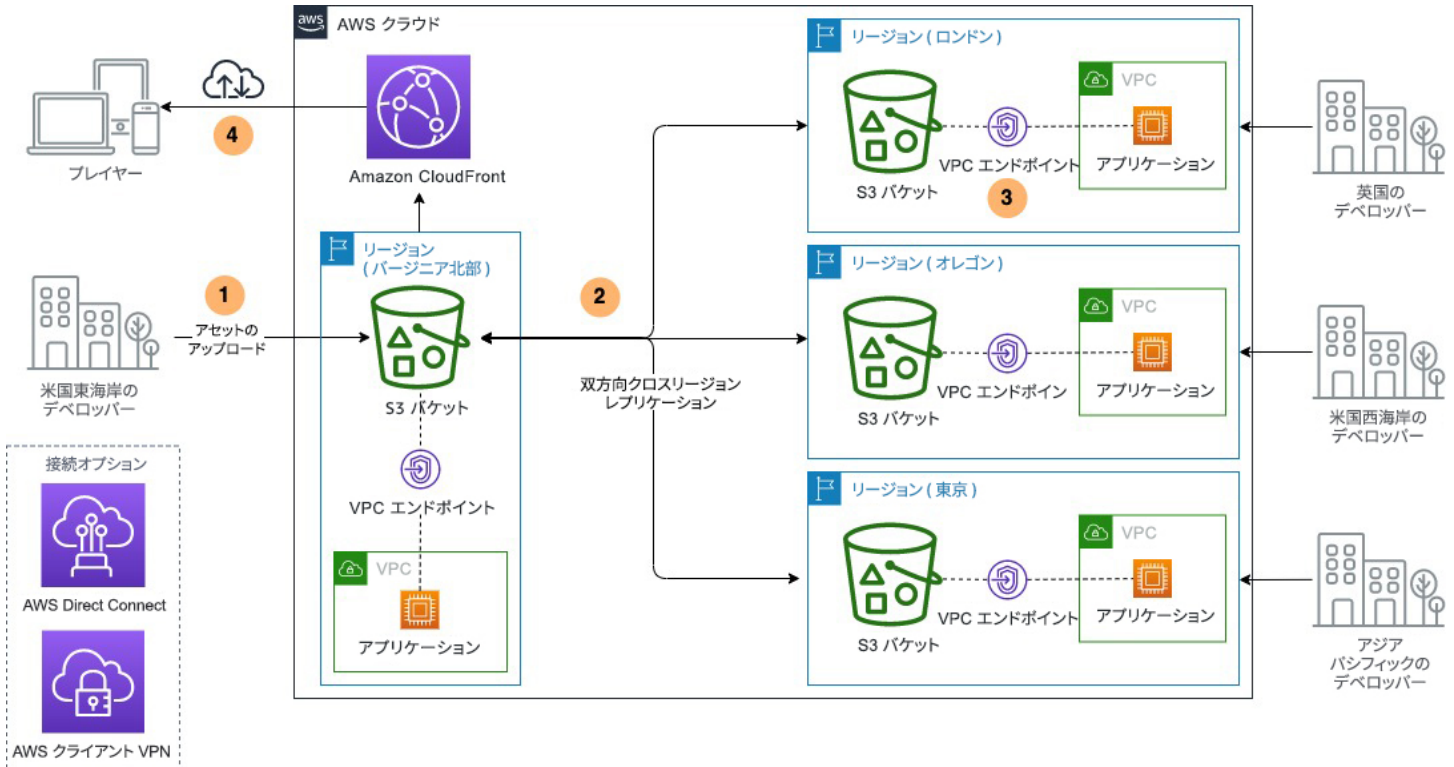 aws
AWS クラウド
4
プレイヤー
Amazon CloudFront
1
アセットの
アップロード
米国東海岸の
デベロッパー
リージョン
(バージニア北部)
S3 バケット
VPC エンドポイント
VPC
アプリケーション
2
双方向クロスリージョン
レプリケーション
リージョン(ロンドン)
S3 バケット
VPC エンドポイント
3
VPC
アプリケーション
英国の
デベロッパー
リージョン(オレゴン)
S3 バケット
VPC エンドポイン
VPC
アプリケーション
米国西海岸の
デベロッパー
リージョン(東京)
S3 バケット
VPC エンドポイント
VPC
アプリケーション
アジア
パシフィックの
デベロッパー
接続オプション
AWS Direct Connect
AWS クライアント VPN